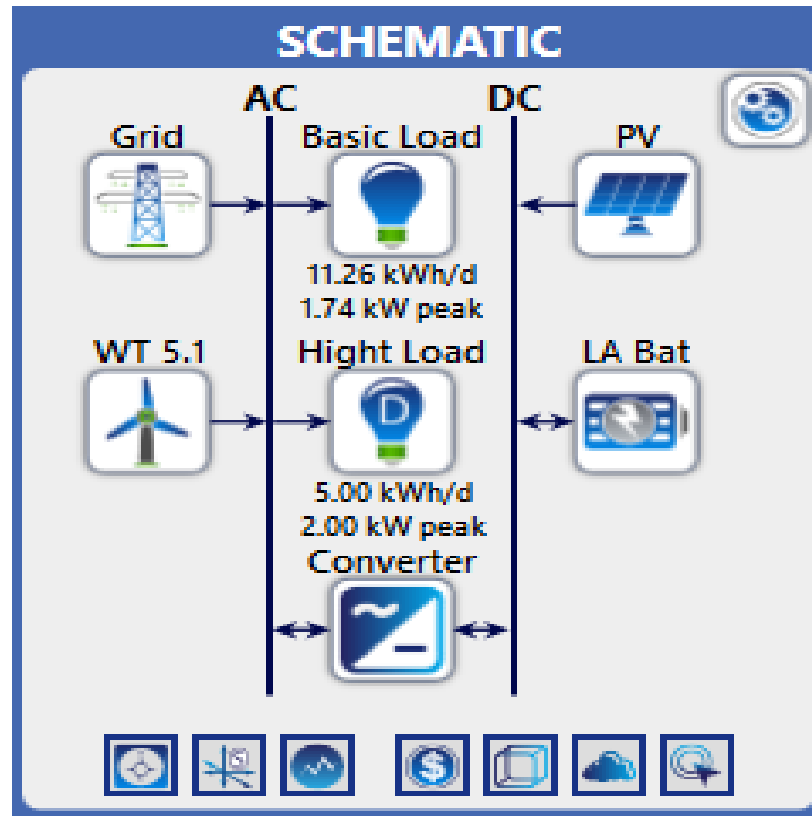 SCHEMATIC
AC DC
Grid Basic Load PV
11.26 kWh/d
1.74 kW peak
WT 5.1 Hight Load LA Bat
D
5.00 kWh/d
2.00 kW peak
Converter
$